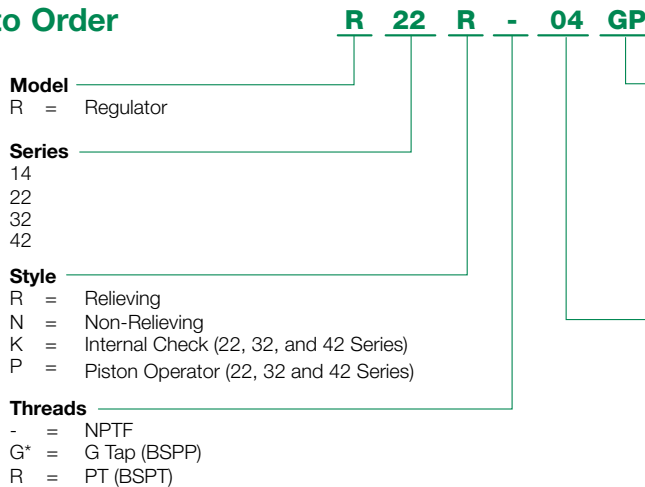 to Order
R 22 R - 04 GP
Model
R = Regulator
Series
14
22
32
42
Style
R = Relieving
N = Non-Relieving
K = Internal Check (22, 32, and 42 Series)
P = Piston Operator (22, 32 and 42 Series)
Threads
- = NPTF
G* = G Tap (BSPP)
R = PT (BSPT)